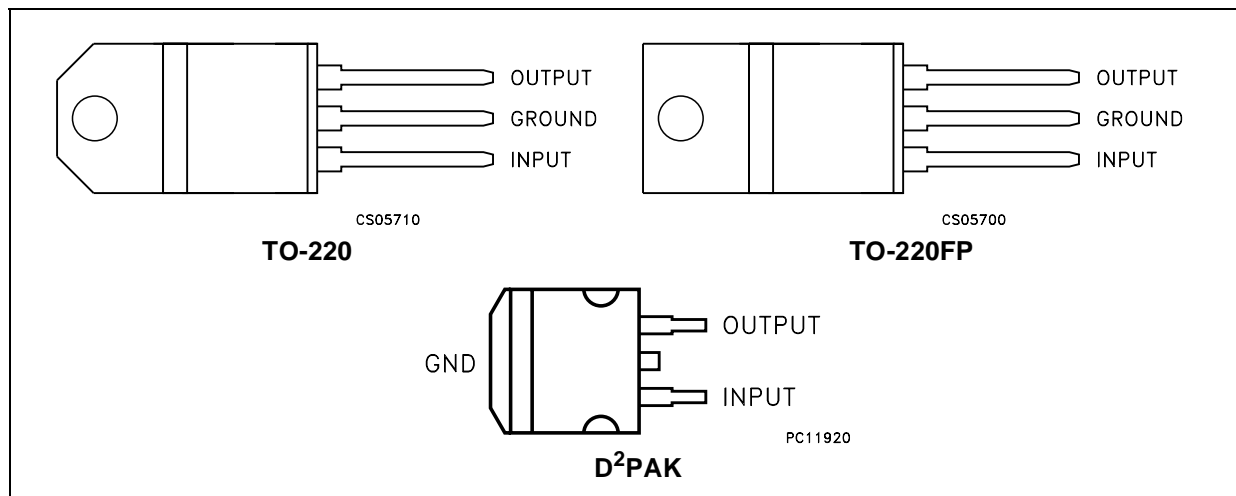 OUTPUT
GROUND
INPUT
CS05710
TO-220
OUTPUT
GROUND
INPUT
CS05700
TO-220FP
GND
OUTPUT
INPUT
PC11920
D²PAK